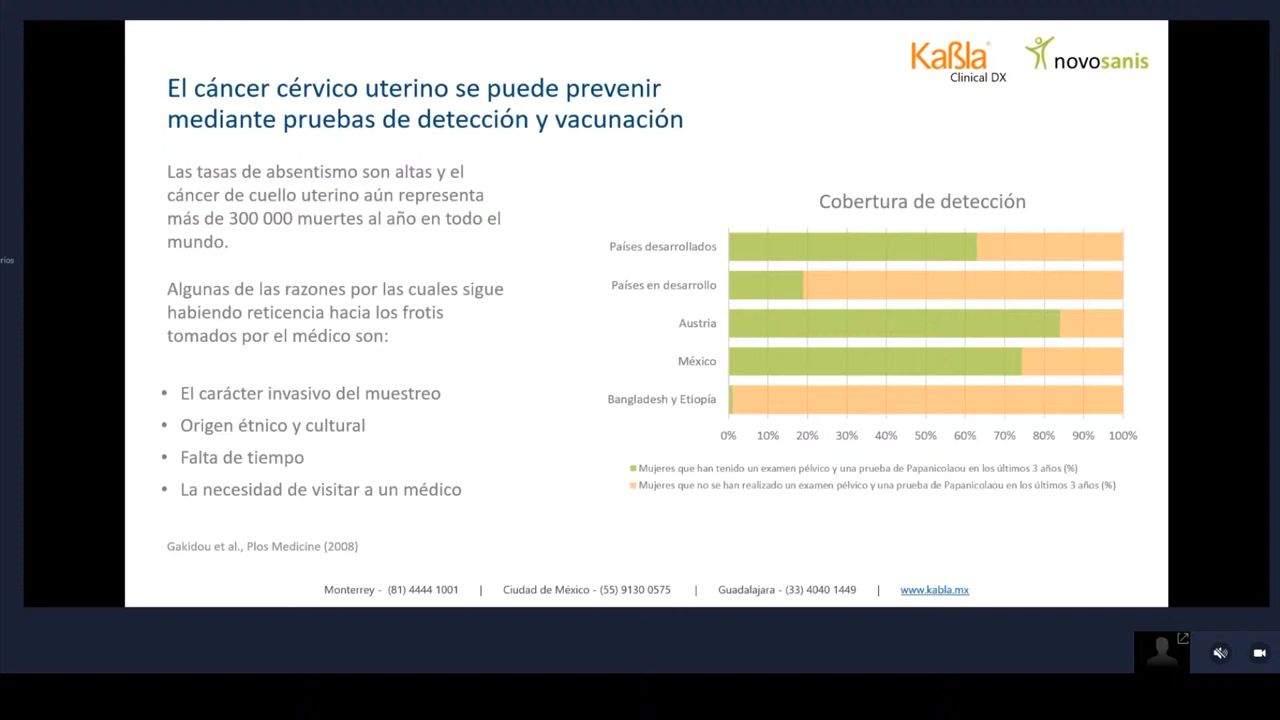 Kaßla®
Clinical DX
novosanis
El cáncer cérvico uterino se puede prevenir
mediante pruebas de detección y vacunación
Las tasas de absentismo son altas y el
cáncer de cuello uterino aún representa
más de 300 000 muertes al año en todo el
mundo.
Algunas de las razones por las cuales sigue
habiendo reticencia hacia los frotis
tomados por el médico son:
• El carácter invasivo del muestreo
• Origen étnico y cultural
• Falta de tiempo
• La necesidad de visitar a un médico
Gakidou et al., Plos Medicine (2008)
Cobertura de detección
Países desarrollados
Países en desarrollo
Austria
México
Bangladesh y Etiopía
0% 10% 20% 30% 40% 50% 60% 70% 80% 90% 100%
Mujeres que han tenido un examen pélvico y una prueba de Papanicolaou en los últimos 3 años (%)
Mujeres que no se han realizado un examen pélvico y una prueba de Papanicolaou en los últimos 3 años (%)
Monterrey - (81) 4444 1001 | Ciudad de México - (55) 9130 0575 | Guadalajara - (33) 4040 1449 | www.kabla.mx
rios